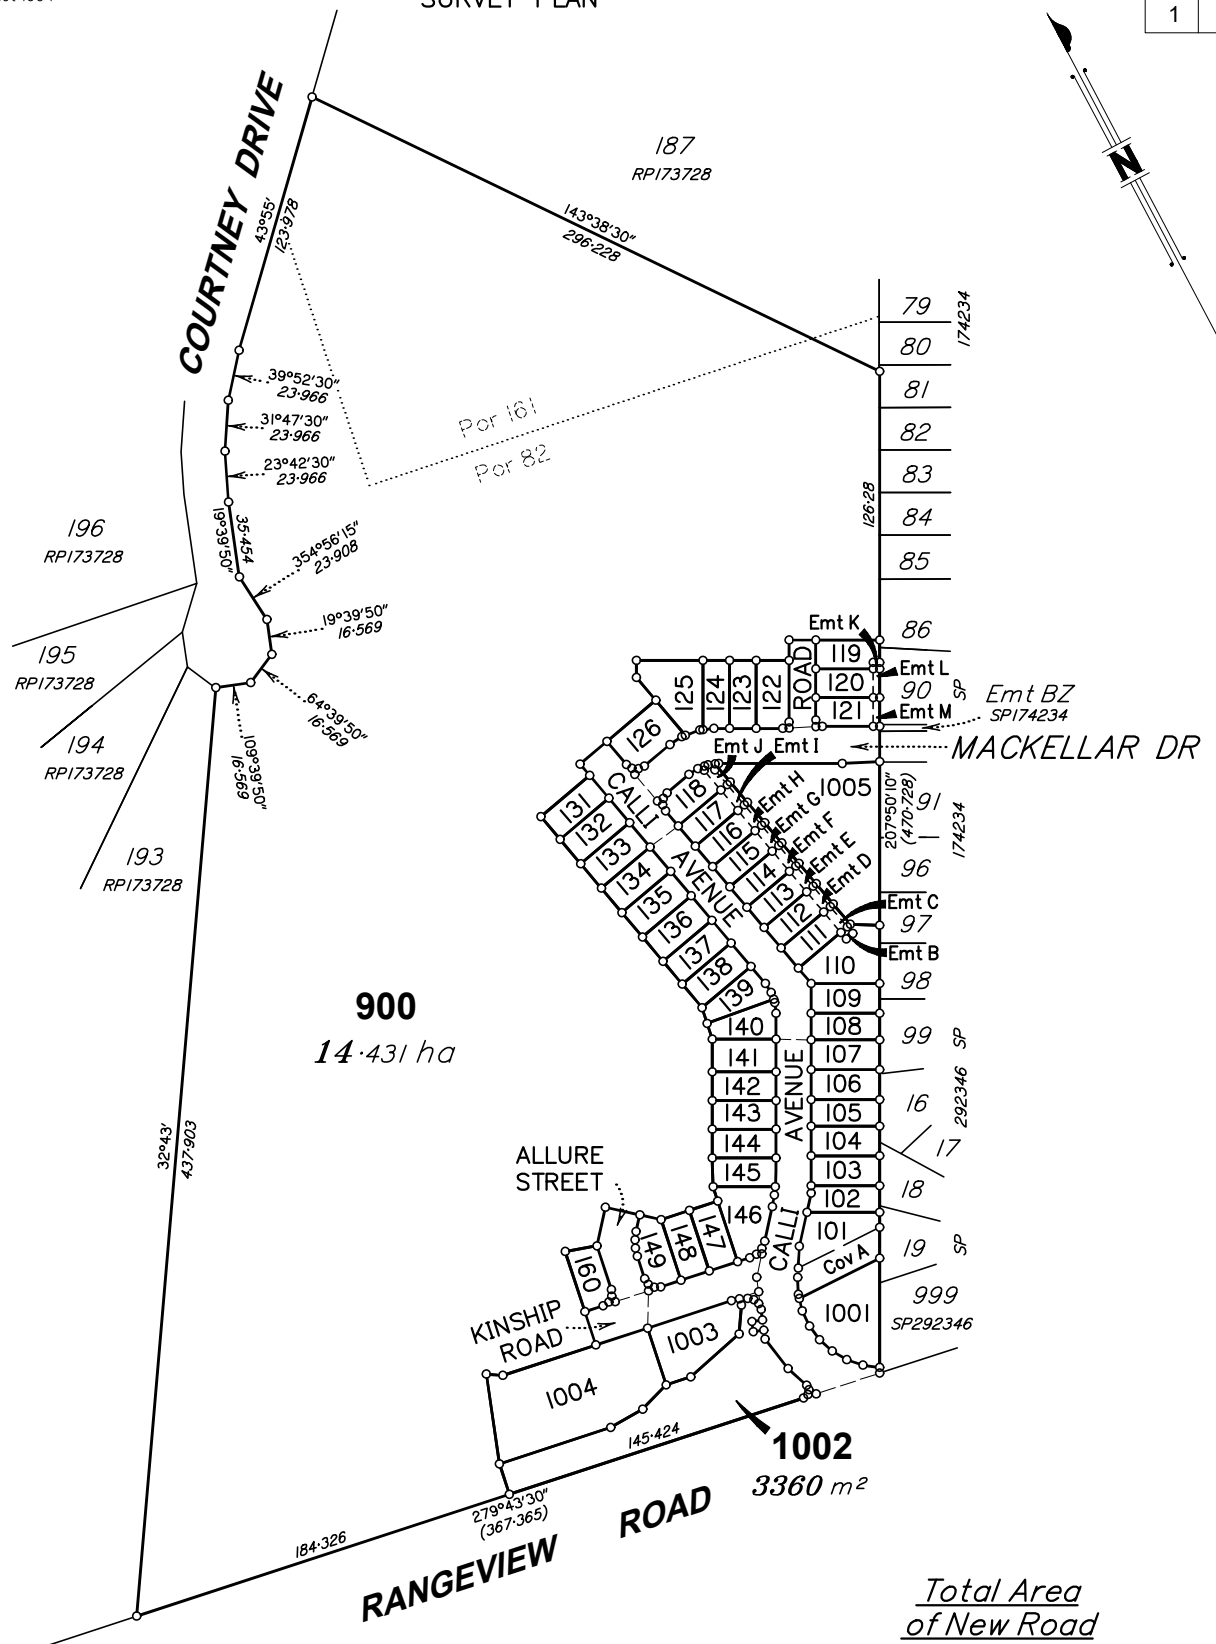 SURVEY PLAN
1
COURTNEY DRIVE
187
RP173728
N
43°55'
123·978
143°38'30"
296·228
79
174234
80
81
82
83
84
85
86
39°52'30"
23·966
31°47'30"
23·966
23°42'30"
23·966
Por 161
Por 82
126·28
35·454
19°39'50"
354°56'15"
23·908
19°39'50"
16·569
64°39'50"
16·569
109°39'50"
16·569
196
RP173728
195
RP173728
194
RP173728
193
RP173728
Emt K
119
Emt L
120
90
SP
Emt M
121
Emt BZ
SP174234
ROAD
125
124
123
122
126
Emt J
Emt I
MACKELLAR DR
1005
91
207°50'10"
(470·728)
174234
CALLI
AVENUE
118
117
116
115
114
113
112
111
110
Emt H
Emt G
Emt F
Emt E
Emt D
Emt C
Emt B
96
97
98
131
132
133
134
135
136
137
138
139
140
141
142
143
144
145
146
147
148
149
160
109
108
107
106
105
104
103
102
101
99
SP
292346
16
17
18
19
SP
CALLI
AVENUE
Cov A
1001
999
SP292346
900
14·431 ha
32°43'
437·903
ALLURE
STREET
KINSHIP
ROAD
1003
1004
145·424
1002
3360 m²
279°43'30"
(367·365)
184·326
RANGEVIEW ROAD
Total Area
of New Road